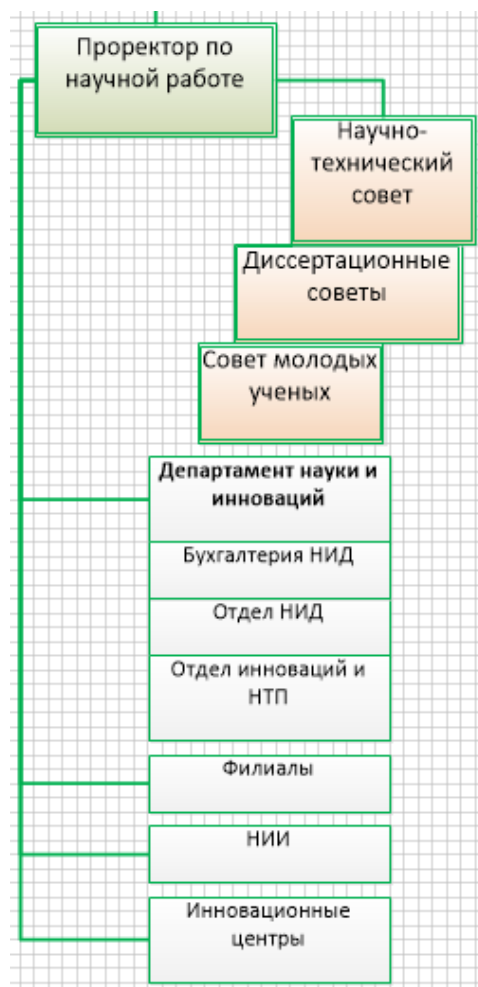 Проректор по
научной работе
Научно-
технический
совет
Диссертационные
советы
Совет молодых
ученых
Департамент науки и
инноваций
Бухгалтерия НИД
Отдел НИД
Отдел инноваций и
НТП
Филиалы
НИИ
Инновационные
центры